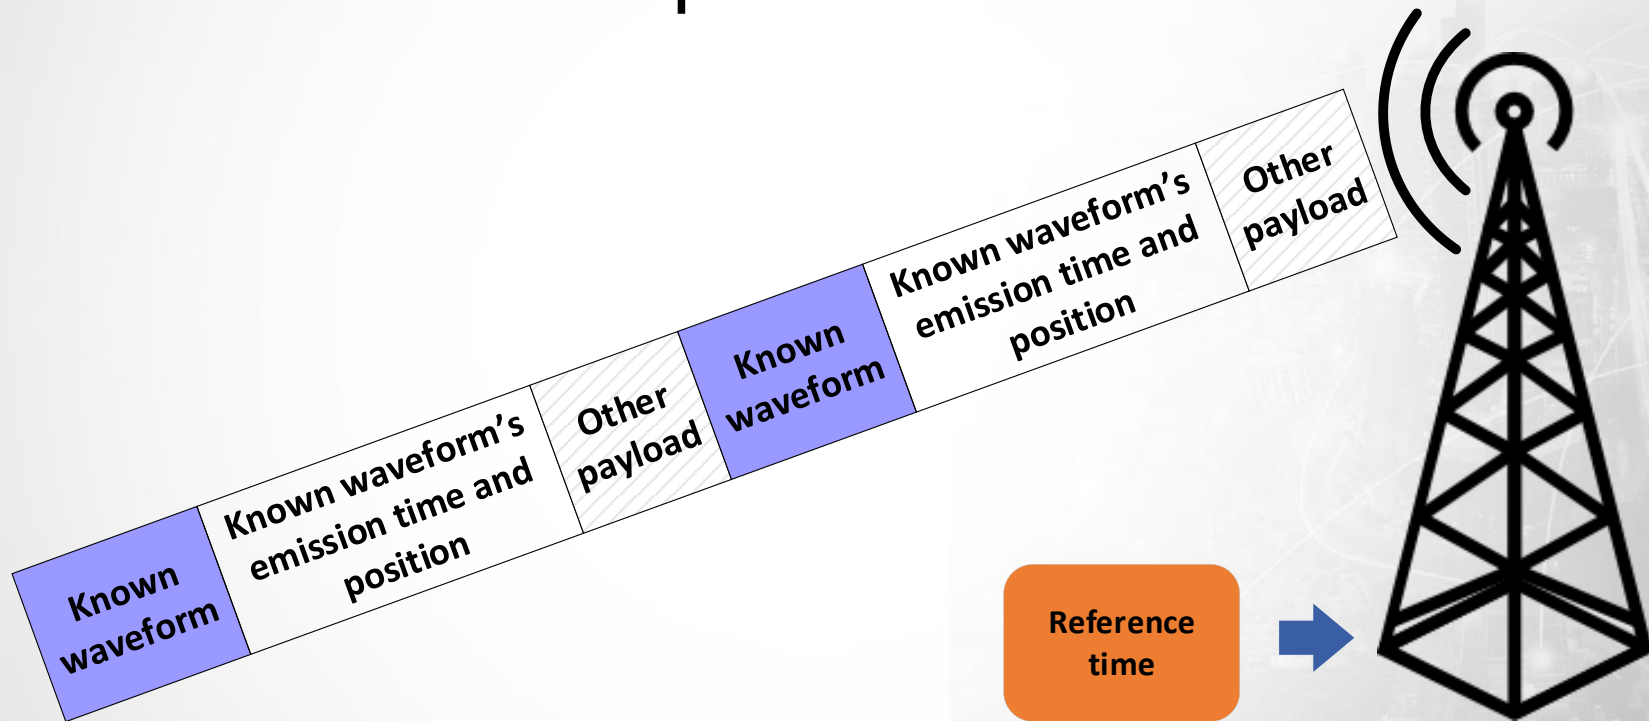 Known
waveform
Known waveform’s
emission time and
position
Other
payload
Known
waveform
Known waveform’s
emission time and
position
Other
payload
Reference
time